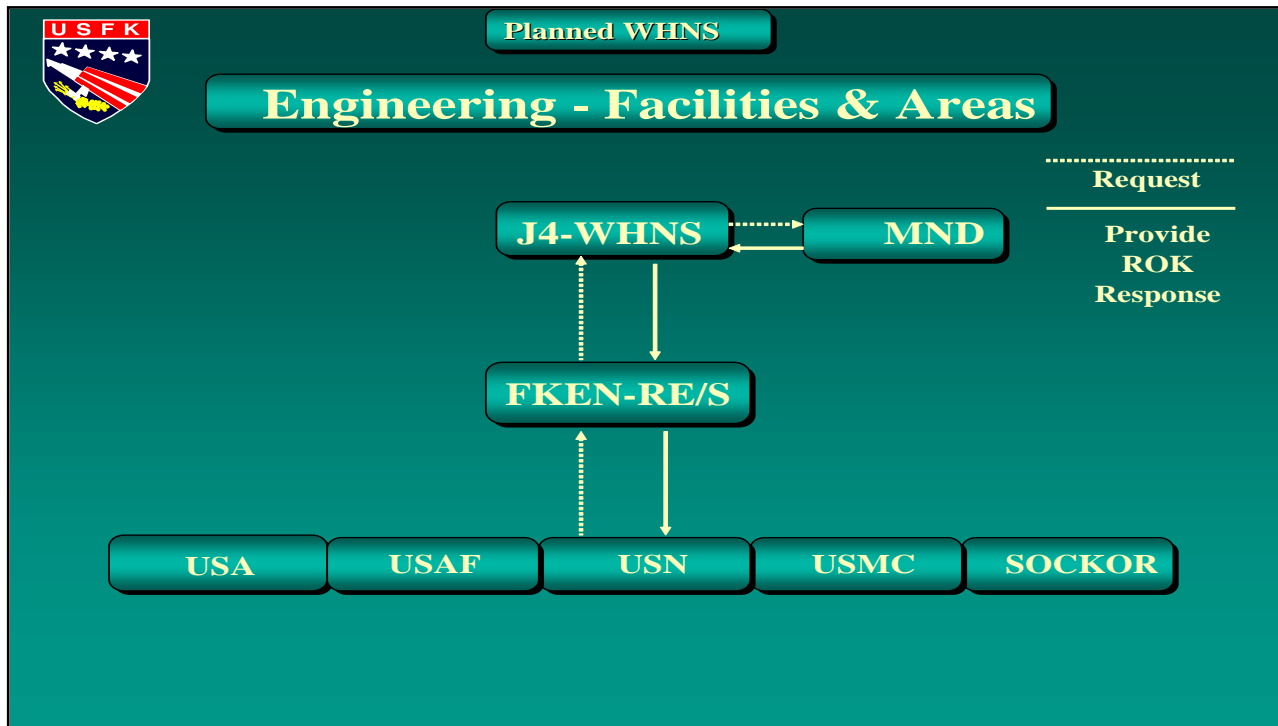 USFK
Planned WHNS
Engineering - Facilities & Areas
Request
J4-WHNS
MND
Provide
ROK
Response
FKEN-RE/S
USA
USAF
USN
USMC
SOCKOR